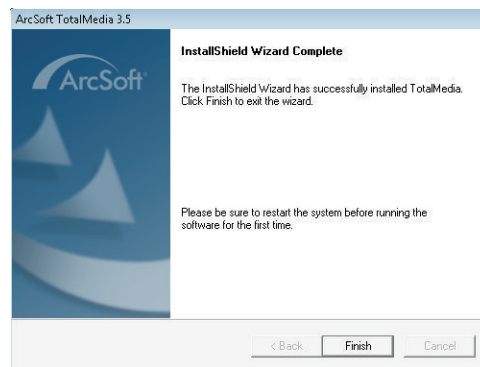 ArcSoft TotalMedia 3.5
ArcSoft
InstallShield Wizard Complete
The InstallShield Wizard has successfully installed TotalMedia.
Click Finish to exit the wizard.
Please be sure to restart the system before running the
software for the first time.
< Back
Finish
Cancel